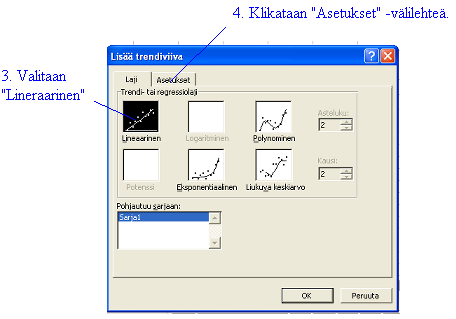 4. Klikataan "Asetukset" -välilehteä.
3. Valitaan
"Lineraarinen"
Lisää trendiviiva
Laji
Asetukset
Trendi- tai regressiolaji
Lineaarinen
Logaritminen
Polynominen
Asteluku:
2
Potenssi
Eksponentiaalinen
Liukuva keskiarvo
Kausi:
2
Pohjautuu sarjaan:
Sarja1
OK
Peruuta